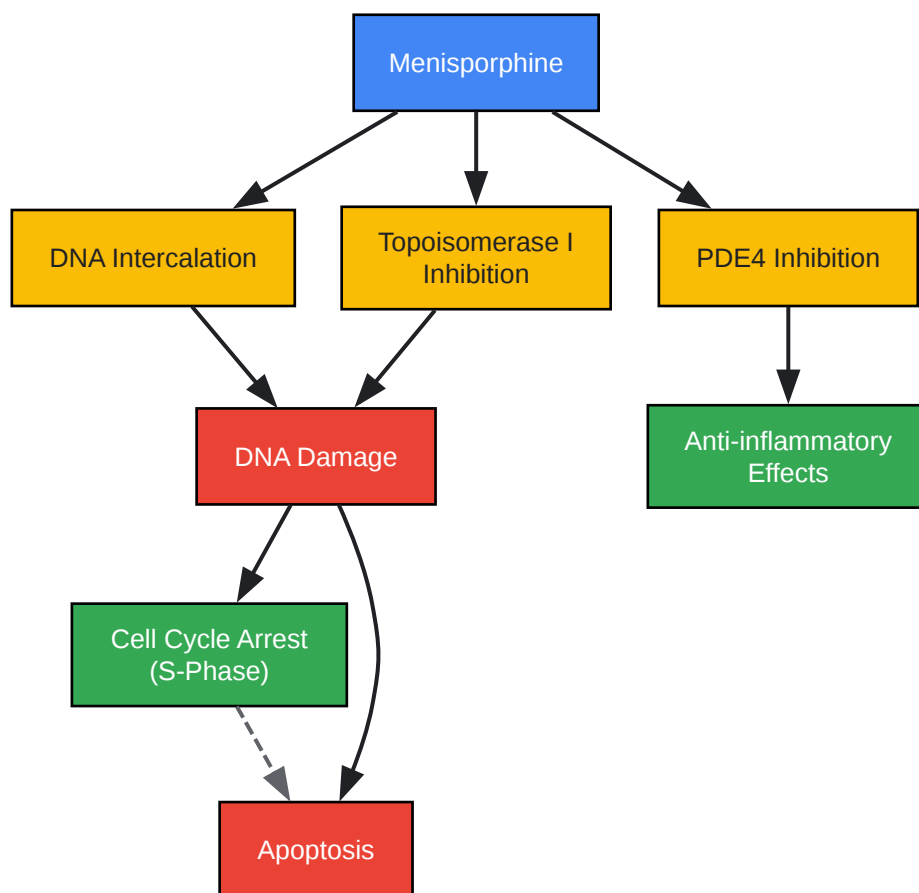 Menisporphine
DNA Intercalation
Topoisomerase I
Inhibition
PDE4 Inhibition
DNA Damage
Anti-inflammatory
Effects
Cell Cycle Arrest
(S-Phase)
Apoptosis